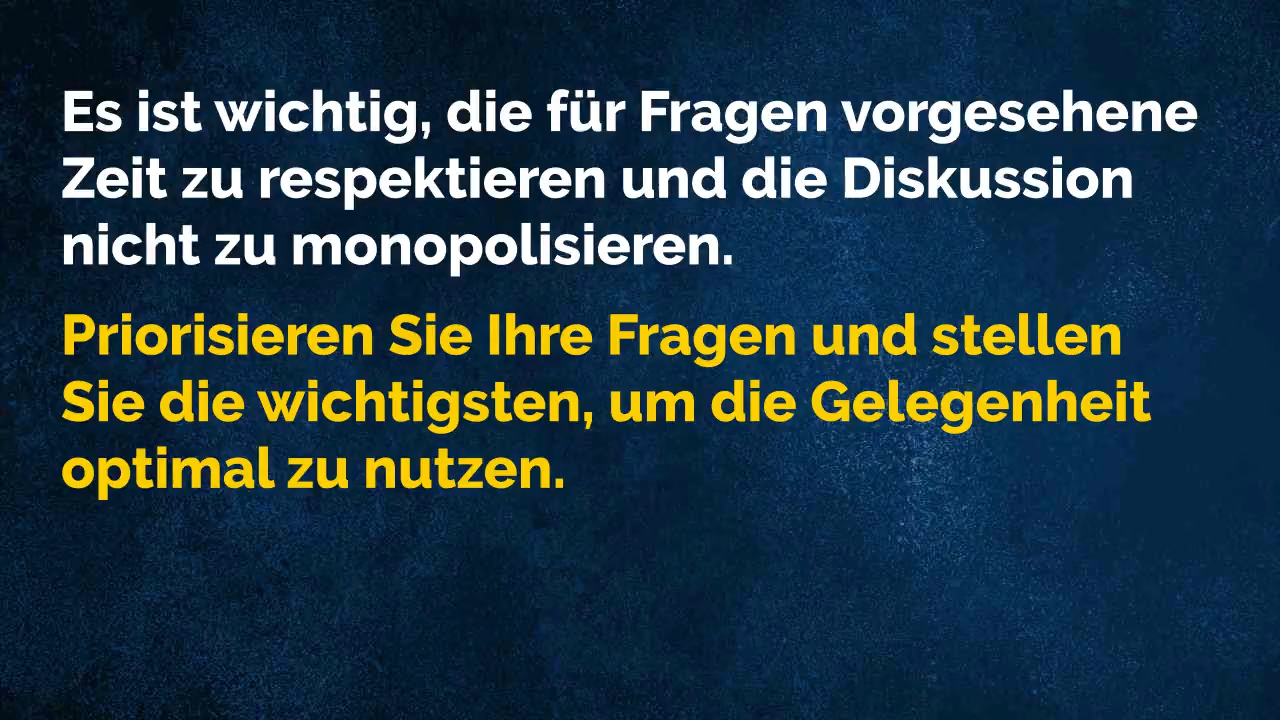 Es ist wichtig, die für Fragen vorgesehene
Zeit zu respektieren und die Diskussion
nicht zu monopolisieren.
Priorisieren Sie Ihre Fragen und stellen
Sie die wichtigsten, um die Gelegenheit
optimal zu nutzen.